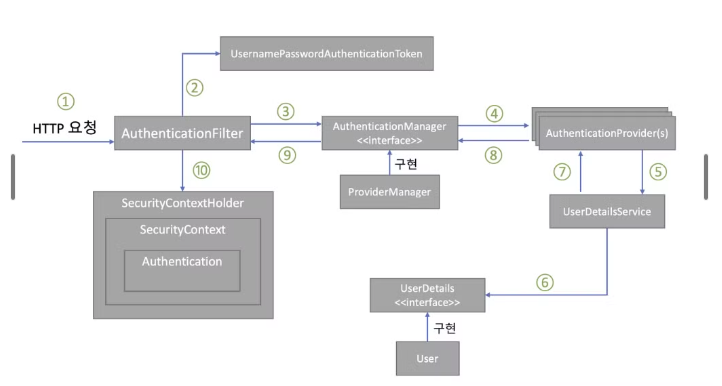 UsernamePasswordAuthenticationToken
①
②
HTTP 요청
AuthenticationFilter
③
AuthenticationManager
<<interface>>
④
AuthenticationProvider(s)
⑨
⑧
구현
ProviderManager
⑦
⑤
UserDetailsService
⑩
SecurityContextHolder
SecurityContext
Authentication
⑥
UserDetails
<<interface>>
구현
User